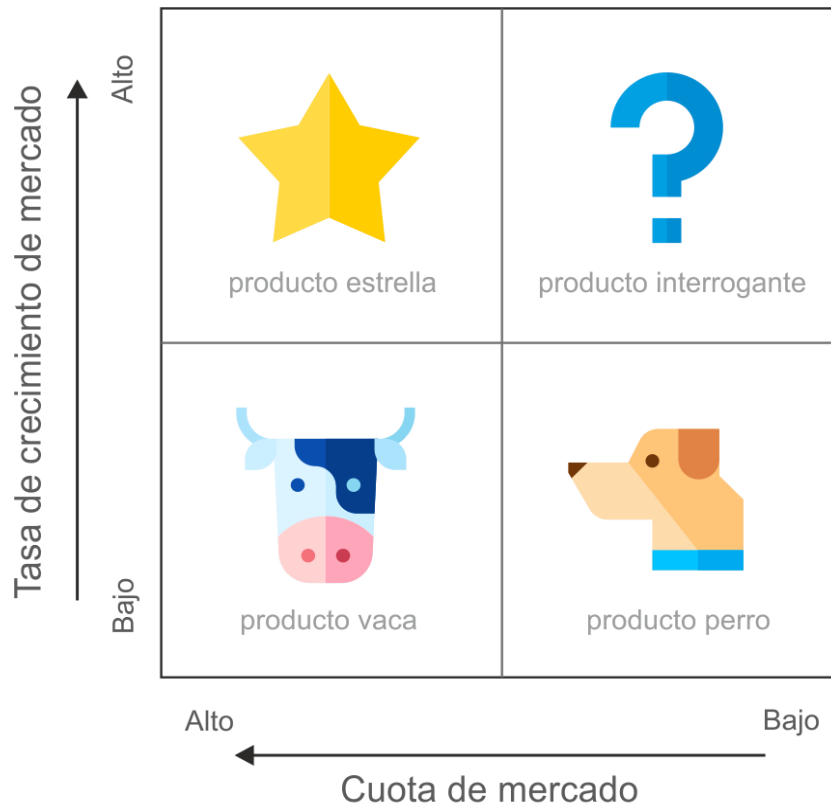 Tasa de crecimiento de mercado
Alto
Bajo
producto estrella
producto interrogante
producto vaca
producto perro
Alto
Bajo
Cuota de mercado